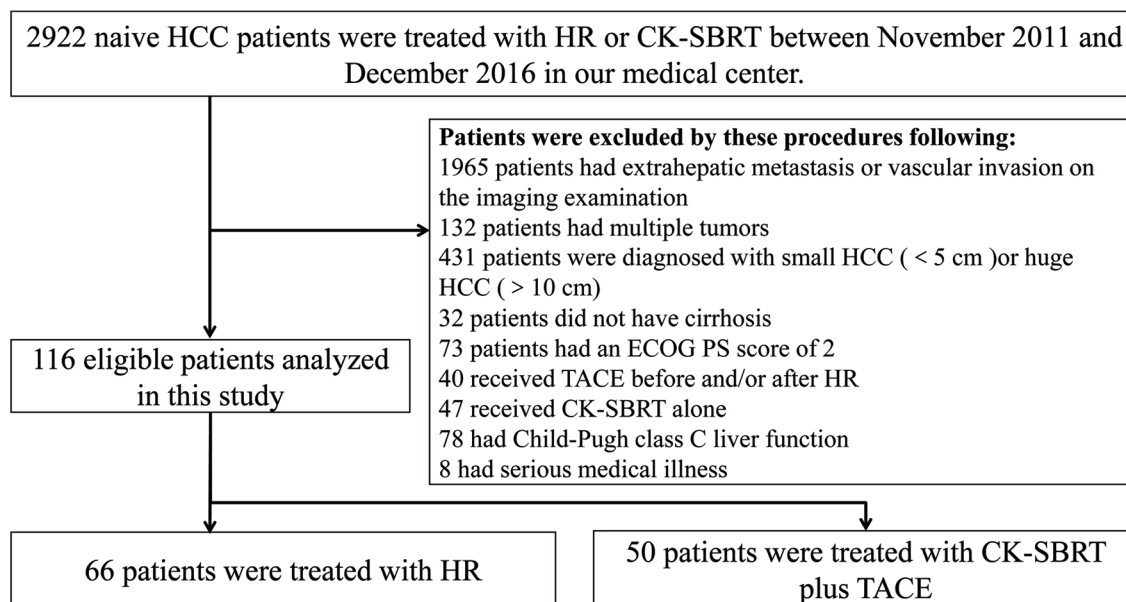 2922 naive HCC patients were treated with HR or CK-SBRT between November 2011 and
December 2016 in our medical center.
Patients were excluded by these procedures following:
1965 patients had extrahepatic metastasis or vascular invasion on
the imaging examination
132 patients had multiple tumors
431 patients were diagnosed with small HCC ( < 5 cm )or huge
HCC ( > 10 cm)
32 patients did not have cirrhosis
73 patients had an ECOG PS score of 2
40 received TACE before and/or after HR
47 received CK-SBRT alone
78 had Child-Pugh class C liver function
8 had serious medical illness
116 eligible patients analyzed
in this study
66 patients were treated with HR
50 patients were treated with CK-SBRT
plus TACE